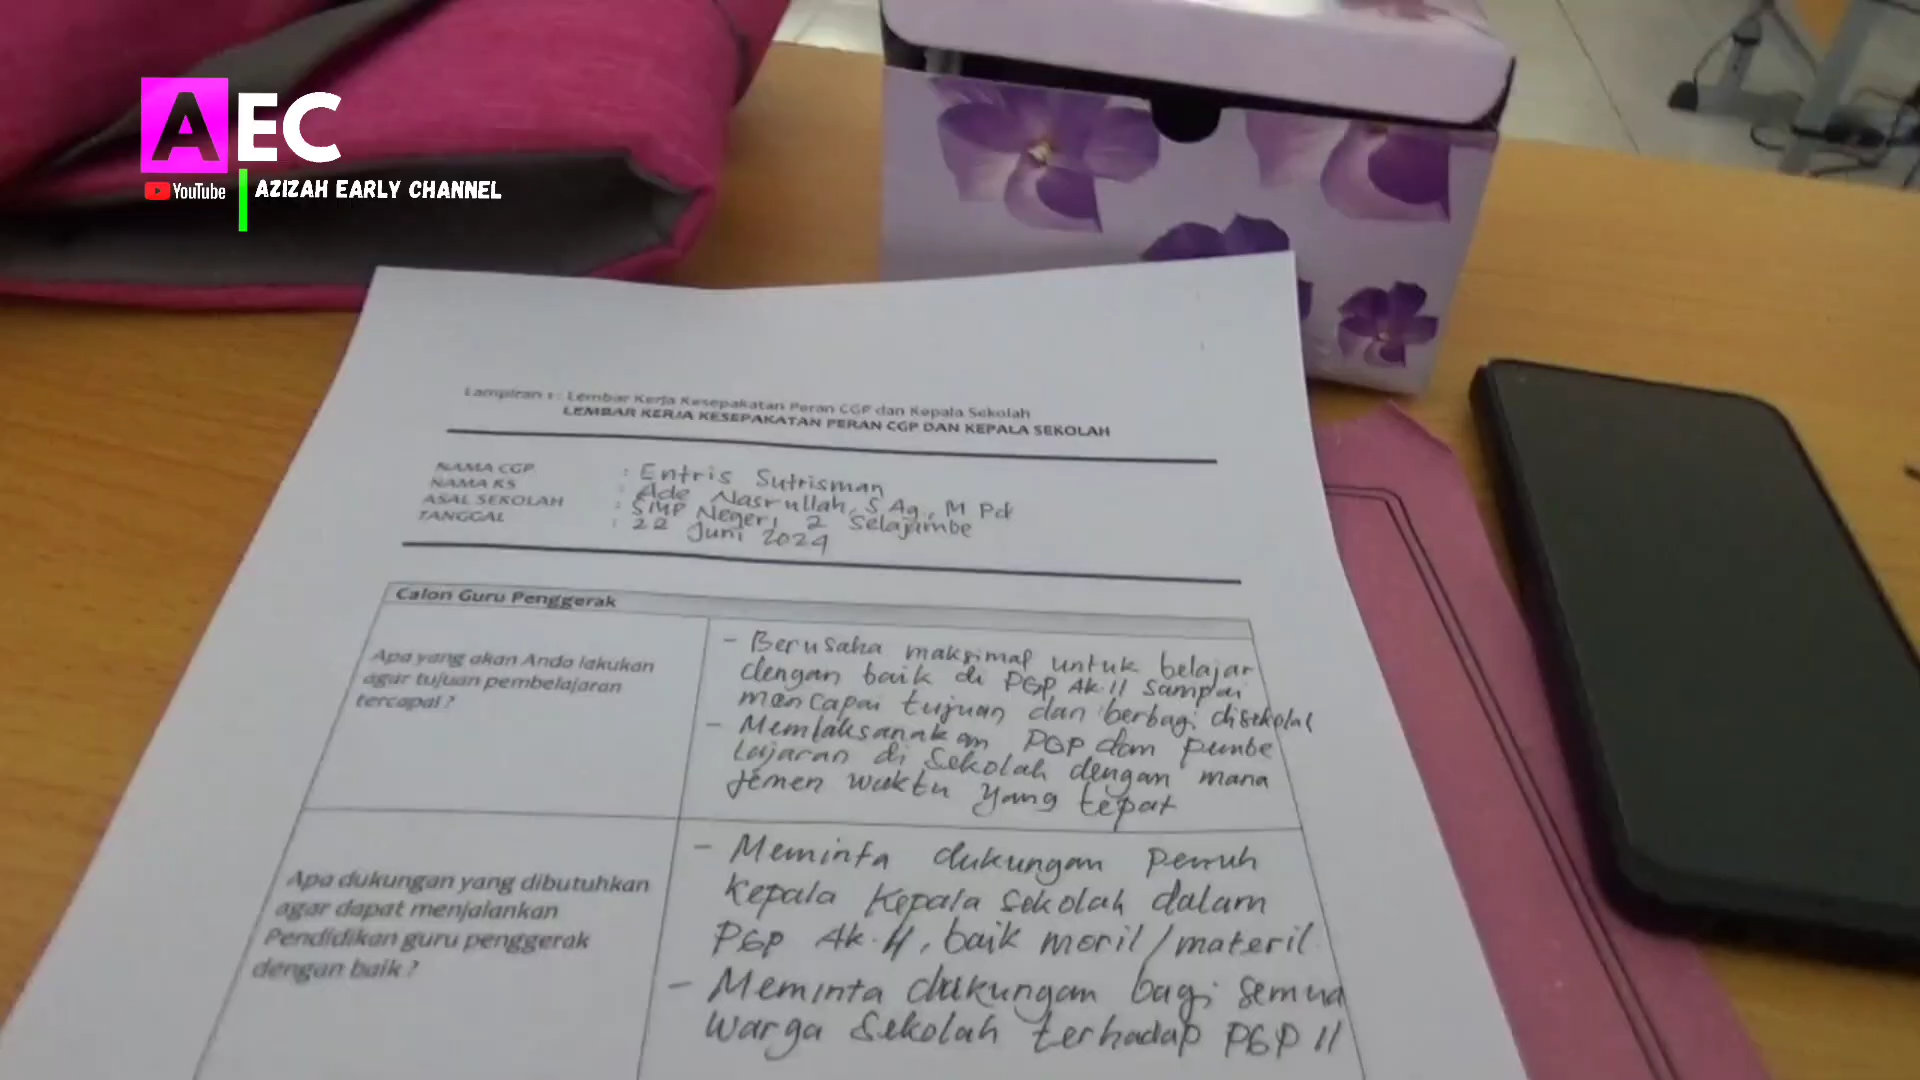 AEC
YouTube
AZIZAH EARLY CHANNEL
Lampiran 1 : Lembar Kerja Kesepakatan Peran CGP dan Kepala Sekolah
LEMBAR KERJA KESEPAKATAN PERAN CGP DAN KEPALA SEKOLAH
NAMA CGP : Entris Sutrisman
NAMA KS : Ade Nasrullah, S.Ag., M Pd
ASAL SEKOLAH : SMP Negeri 2 Selajambe
TANGGAL : 22 Juni 2024
Calon Guru Penggerak
Apa yang akan Anda lakukan
agar tujuan pembelajaran
tercapai ?
- Berusaha maksimal untuk belajar
dengan baik di PGP Ak.11 sampai
mencapai tujuan dan berbagi disekolah
- Memlaksanakan PGP dan pembe
lajaran di Sekolah dengan mana
jemen waktu yang tepat
Apa dukungan yang dibutuhkan
agar dapat menjalankan
Pendidikan guru penggerak
dengan baik ?
- Meminta dukungan penuh
kepala Kepala sekolah dalam
PGP Ak.11, baik moril/materil
- Meminta dukungan bagi semua
warga sekolah terhadap PGP 11